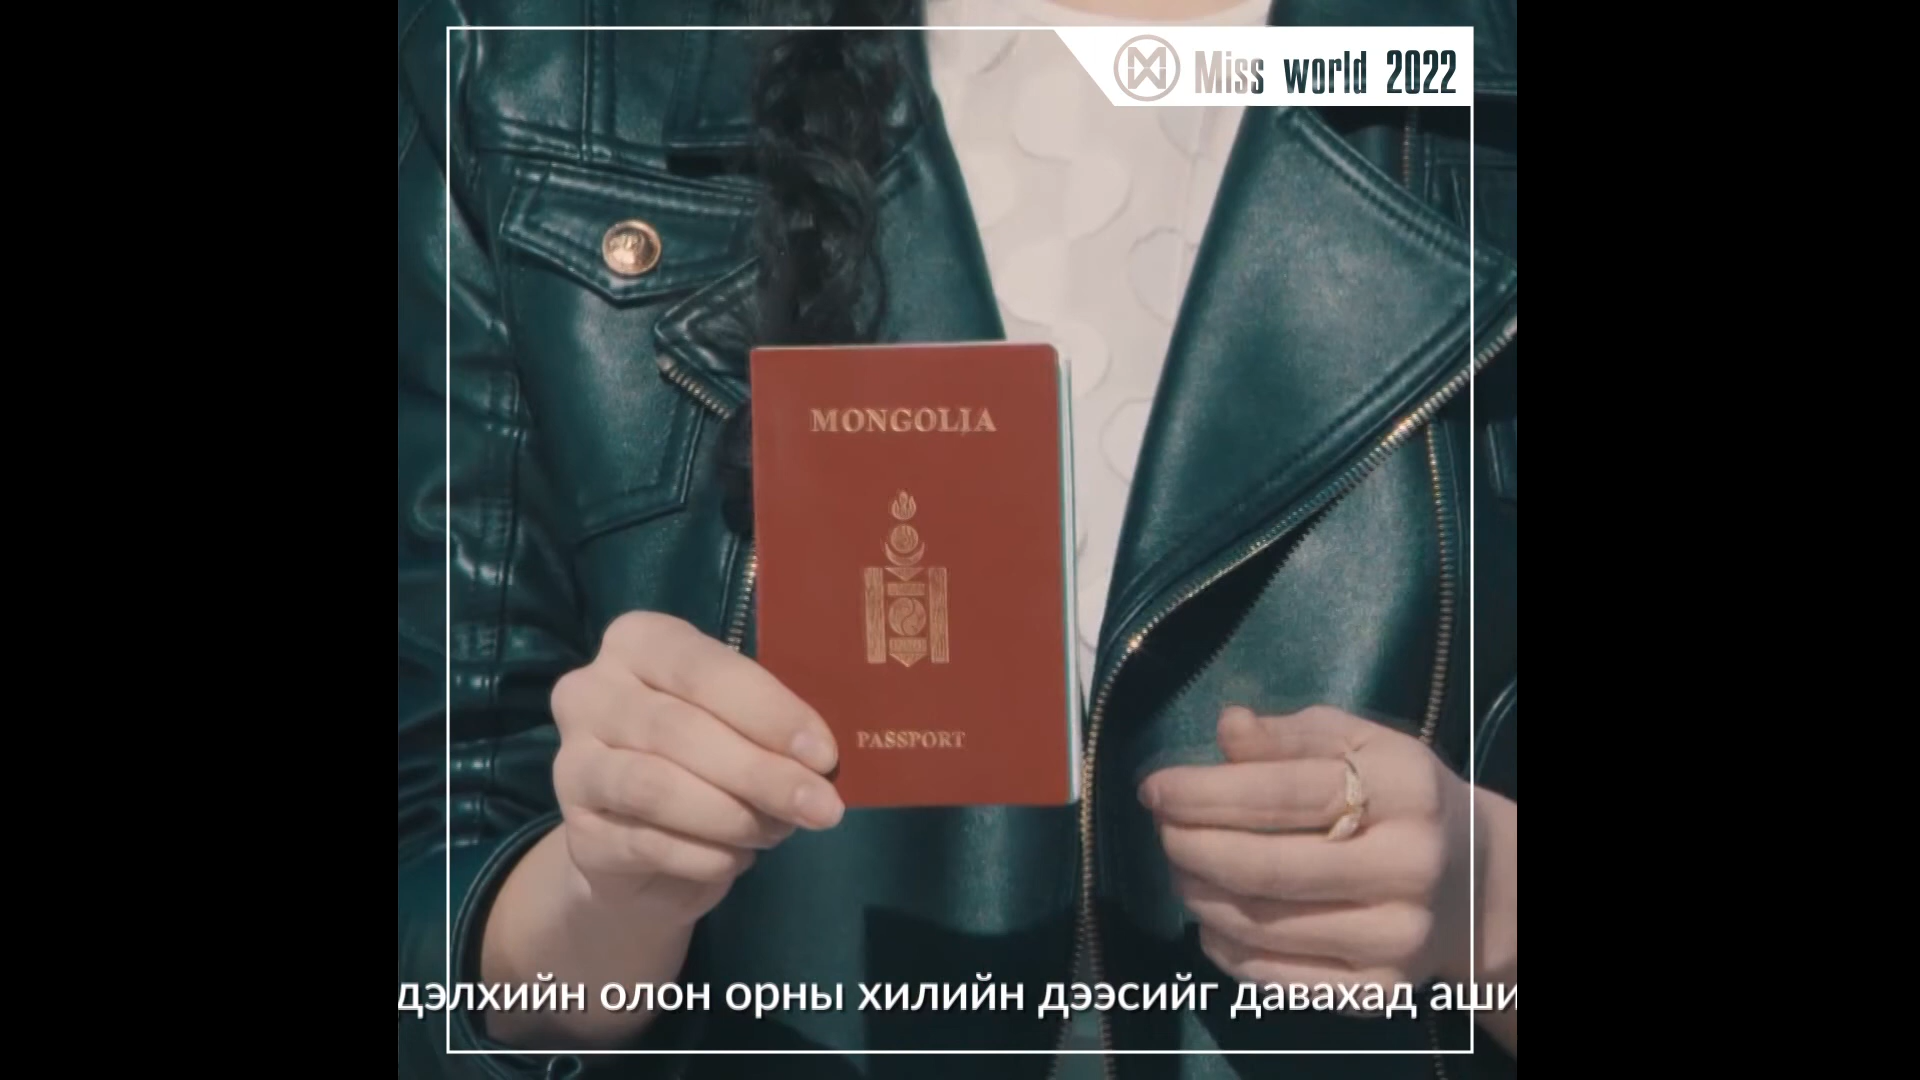 Miss world 2022
MONGOLIA
PASSPORT
дэлхийн олон орны хилийн дээсийг давахад аши